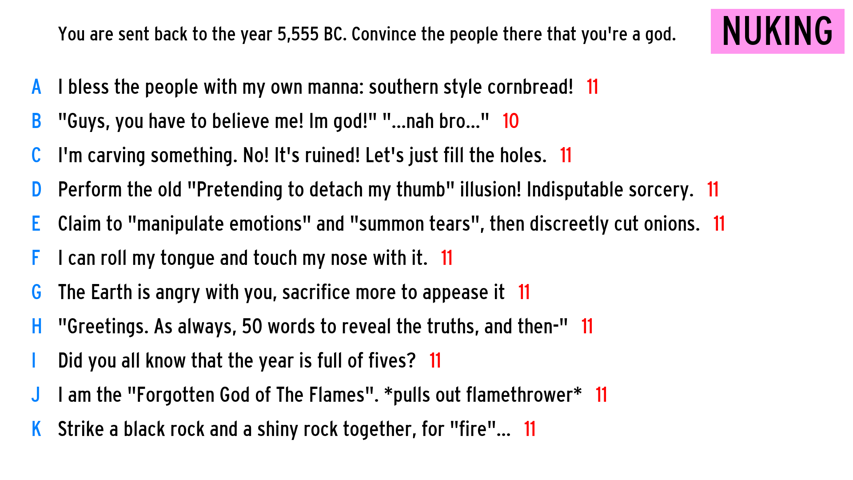 You are sent back to the year 5,555 BC. Convince the people there that you're a god.
NUKING
A I bless the people with my own manna: southern style cornbread! 11
B "Guys, you have to believe me! Im god!" "...nah bro..." 10
C I'm carving something. No! It's ruined! Let's just fill the holes. 11
D Perform the old "Pretending to detach my thumb" illusion! Indisputable sorcery. 11
E Claim to "manipulate emotions" and "summon tears", then discreetly cut onions. 11
F I can roll my tongue and touch my nose with it. 11
G The Earth is angry with you, sacrifice more to appease it 11
H "Greetings. As always, 50 words to reveal the truths, and then-" 11
I Did you all know that the year is full of fives? 11
J I am the "Forgotten God of The Flames". *pulls out flamethrower* 11
K Strike a black rock and a shiny rock together, for "fire"... 11